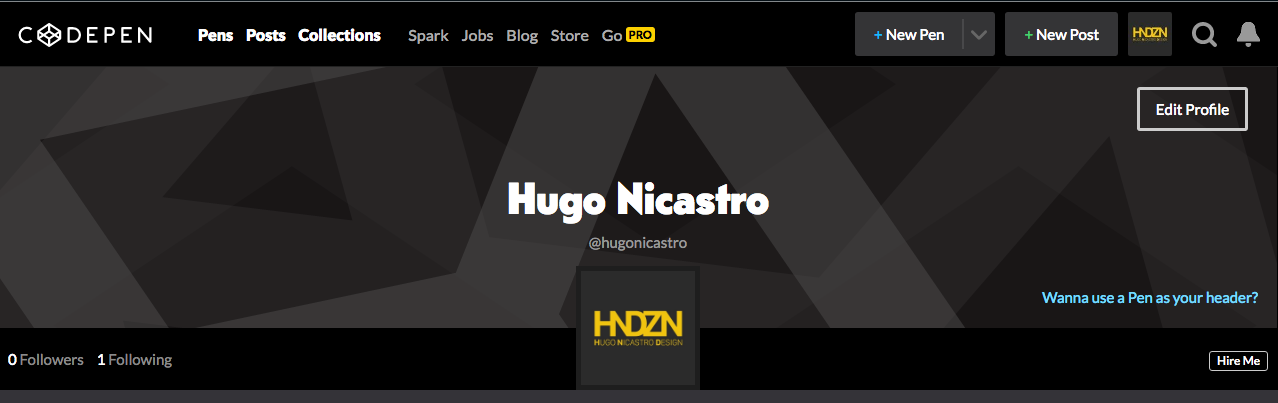 CODEPEN Pens Posts Collections Spark Jobs Blog Store Go PRO + New Pen + New Post HNDZN
Edit Profile
Hugo Nicastro
@hugonicastro
Wanna use a Pen as your header?
HNDZN
HUGO NICASTRO DESIGN
0 Followers 1 Following Hire Me